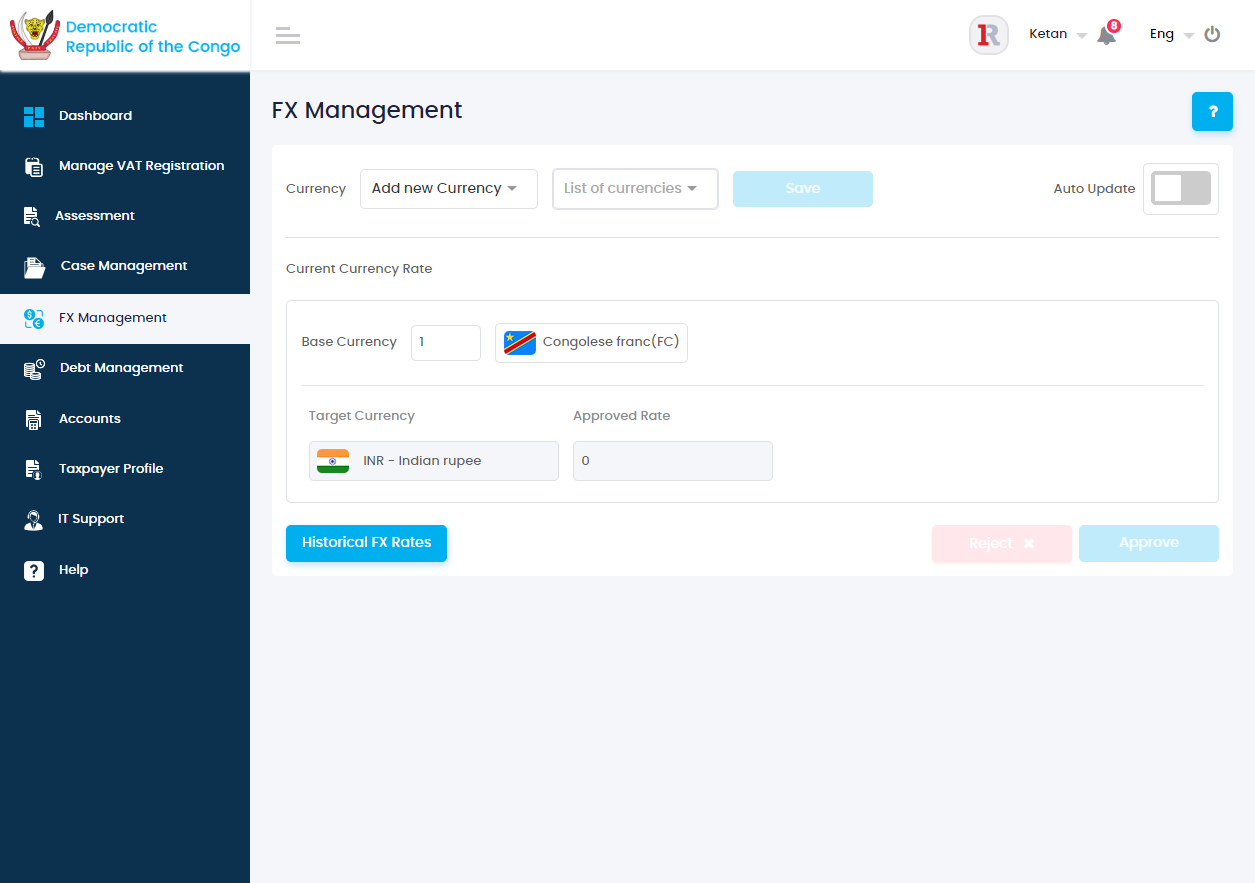 Democratic
Republic of the Congo
Ketan
8
Eng
Dashboard
Manage VAT Registration
Assessment
Case Management
FX Management
Debt Management
Accounts
Taxpayer Profile
IT Support
Help
FX Management
?
Currency
Add new Currency
List of currencies
Save
Auto Update
Current Currency Rate
Base Currency
1
Congolese franc(FC)
Target Currency
Approved Rate
INR - Indian rupee
0
Historical FX Rates
Reject ✖
Approve